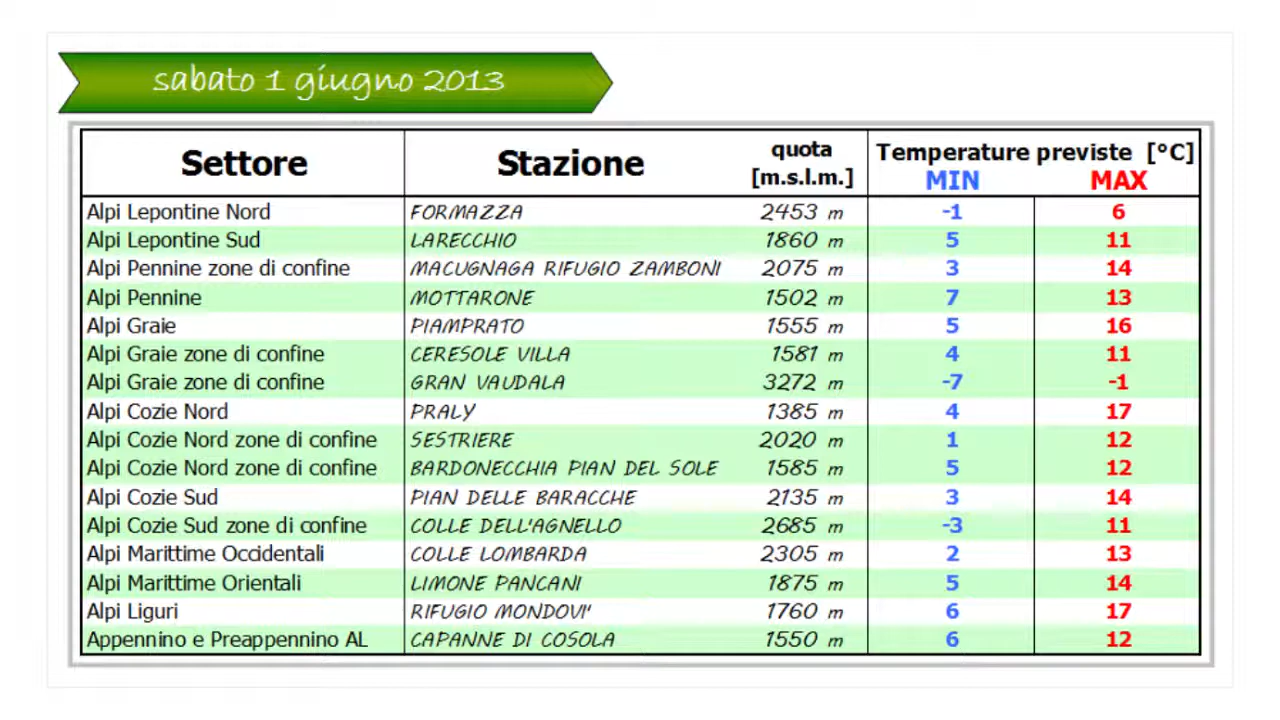 sabato 1 giugno 2013
Settore Stazione quota [m.s.l.m.] Temperature previste [°C]
MIN MAX
Alpi Lepontine Nord FORMAZZA 2453 m -1 6
Alpi Lepontine Sud LARECCHIO 1860 m 5 11
Alpi Pennine zone di confine MACUGNAGA RIFUGIO ZAMBONI 2075 m 3 14
Alpi Pennine MOTTARONE 1502 m 7 13
Alpi Graie PIAMPRATO 1555 m 5 16
Alpi Graie zone di confine CERESOLE VILLA 1581 m 4 11
Alpi Graie zone di confine GRAN VAUDALA 3272 m -7 -1
Alpi Cozie Nord PRALY 1385 m 4 17
Alpi Cozie Nord zone di confine SESTRIERE 2020 m 1 12
Alpi Cozie Nord zone di confine BARDONECCHIA PIAN DEL SOLE 1585 m 5 12
Alpi Cozie Sud PIAN DELLE BARACCHE 2135 m 3 14
Alpi Cozie Sud zone di confine COLLE DELL'AGNELLO 2685 m -3 11
Alpi Marittime Occidentali COLLE LOMBARDA 2305 m 2 13
Alpi Marittime Orientali LIMONE PANCANI 1875 m 5 14
Alpi Liguri RIFUGIO MONDOVI' 1760 m 6 17
Appennino e Preappennino AL CAPANNE DI COSOLA 1550 m 6 12